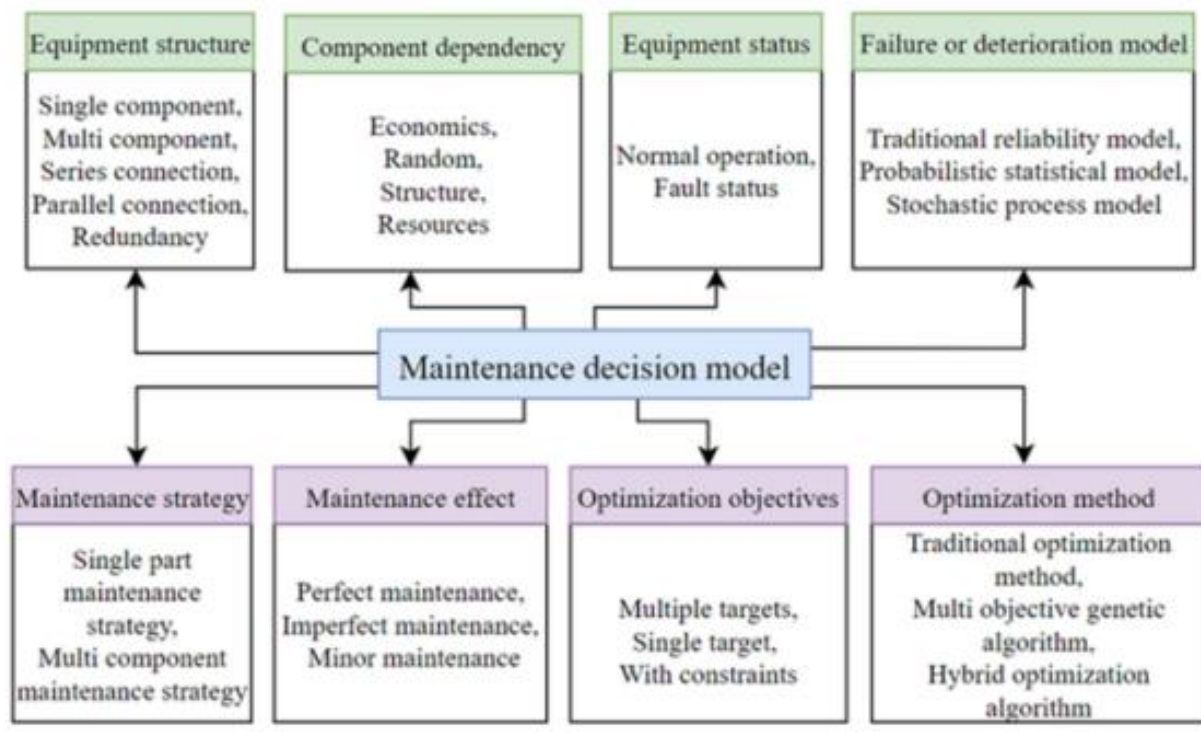 Equipment structure
Single component,
Multi component,
Series connection,
Parallel connection,
Redundancy
Component dependency
Economics,
Random,
Structure,
Resources
Equipment status
Normal operation,
Fault status
Failure or deterioration model
Traditional reliability model,
Probabilistic statistical model,
Stochastic process model
Maintenance decision model
Maintenance strategy
Single part
maintenance
strategy,
Multi component
maintenance strategy
Maintenance effect
Perfect maintenance,
Imperfect maintenance,
Minor maintenance
Optimization objectives
Multiple targets,
Single target,
With constraints
Optimization method
Traditional optimization
method,
Multi objective genetic
algorithm,
Hybrid optimization
algorithm